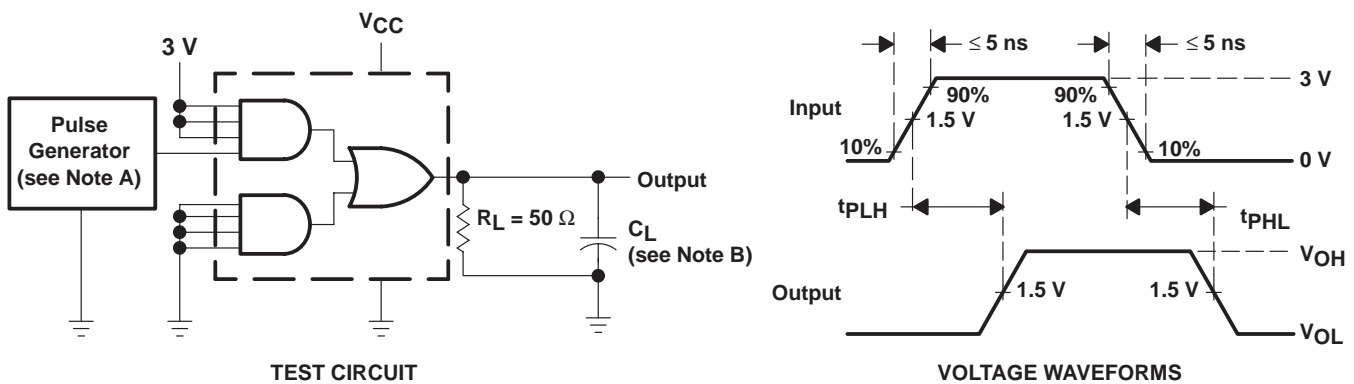 VCC
3 V
Pulse
Generator
(see Note A)
Output
RL = 50 Ω
CL
(see Note B)
TEST CIRCUIT
≤ 5 ns
≤ 5 ns
3 V
90%
90%
Input
1.5 V
1.5 V
10%
10%
0 V
tPLH
tPHL
VOH
Output
1.5 V
1.5 V
VOL
VOLTAGE WAVEFORMS